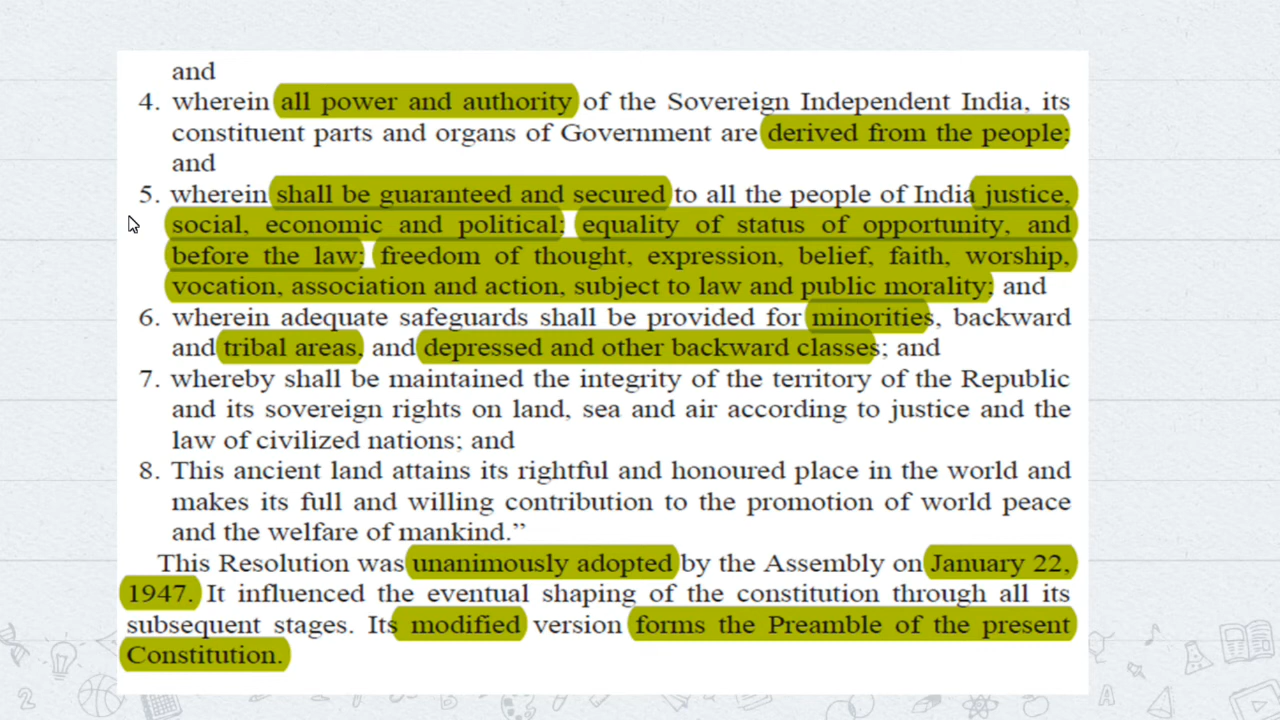 and
4. wherein all power and authority of the Sovereign Independent India, its
constituent parts and organs of Government are derived from the people;
and
5. wherein shall be guaranteed and secured to all the people of India justice,
social, economic and political; equality of status of opportunity, and
before the law; freedom of thought, expression, belief, faith, worship,
vocation, association and action, subject to law and public morality; and
6. wherein adequate safeguards shall be provided for minorities, backward
and tribal areas, and depressed and other backward classes; and
7. whereby shall be maintained the integrity of the territory of the Republic
and its sovereign rights on land, sea and air according to justice and the
law of civilized nations; and
8. This ancient land attains its rightful and honoured place in the world and
makes its full and willing contribution to the promotion of world peace
and the welfare of mankind.”
This Resolution was unanimously adopted by the Assembly on January 22,
1947. It influenced the eventual shaping of the constitution through all its
subsequent stages. Its modified version forms the Preamble of the present
Constitution.